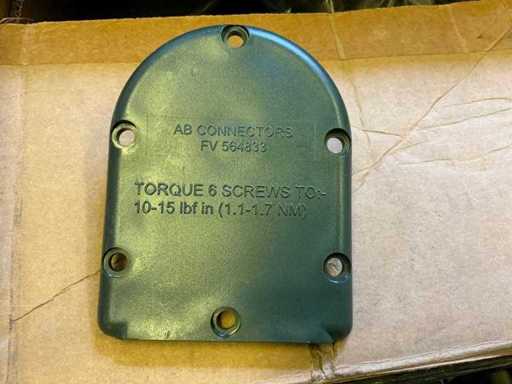 AB CONNECTORS
FV 564833
TORQUE 6 SCREWS TO:-
10-15 lbf in (1.1-1.7 NM)